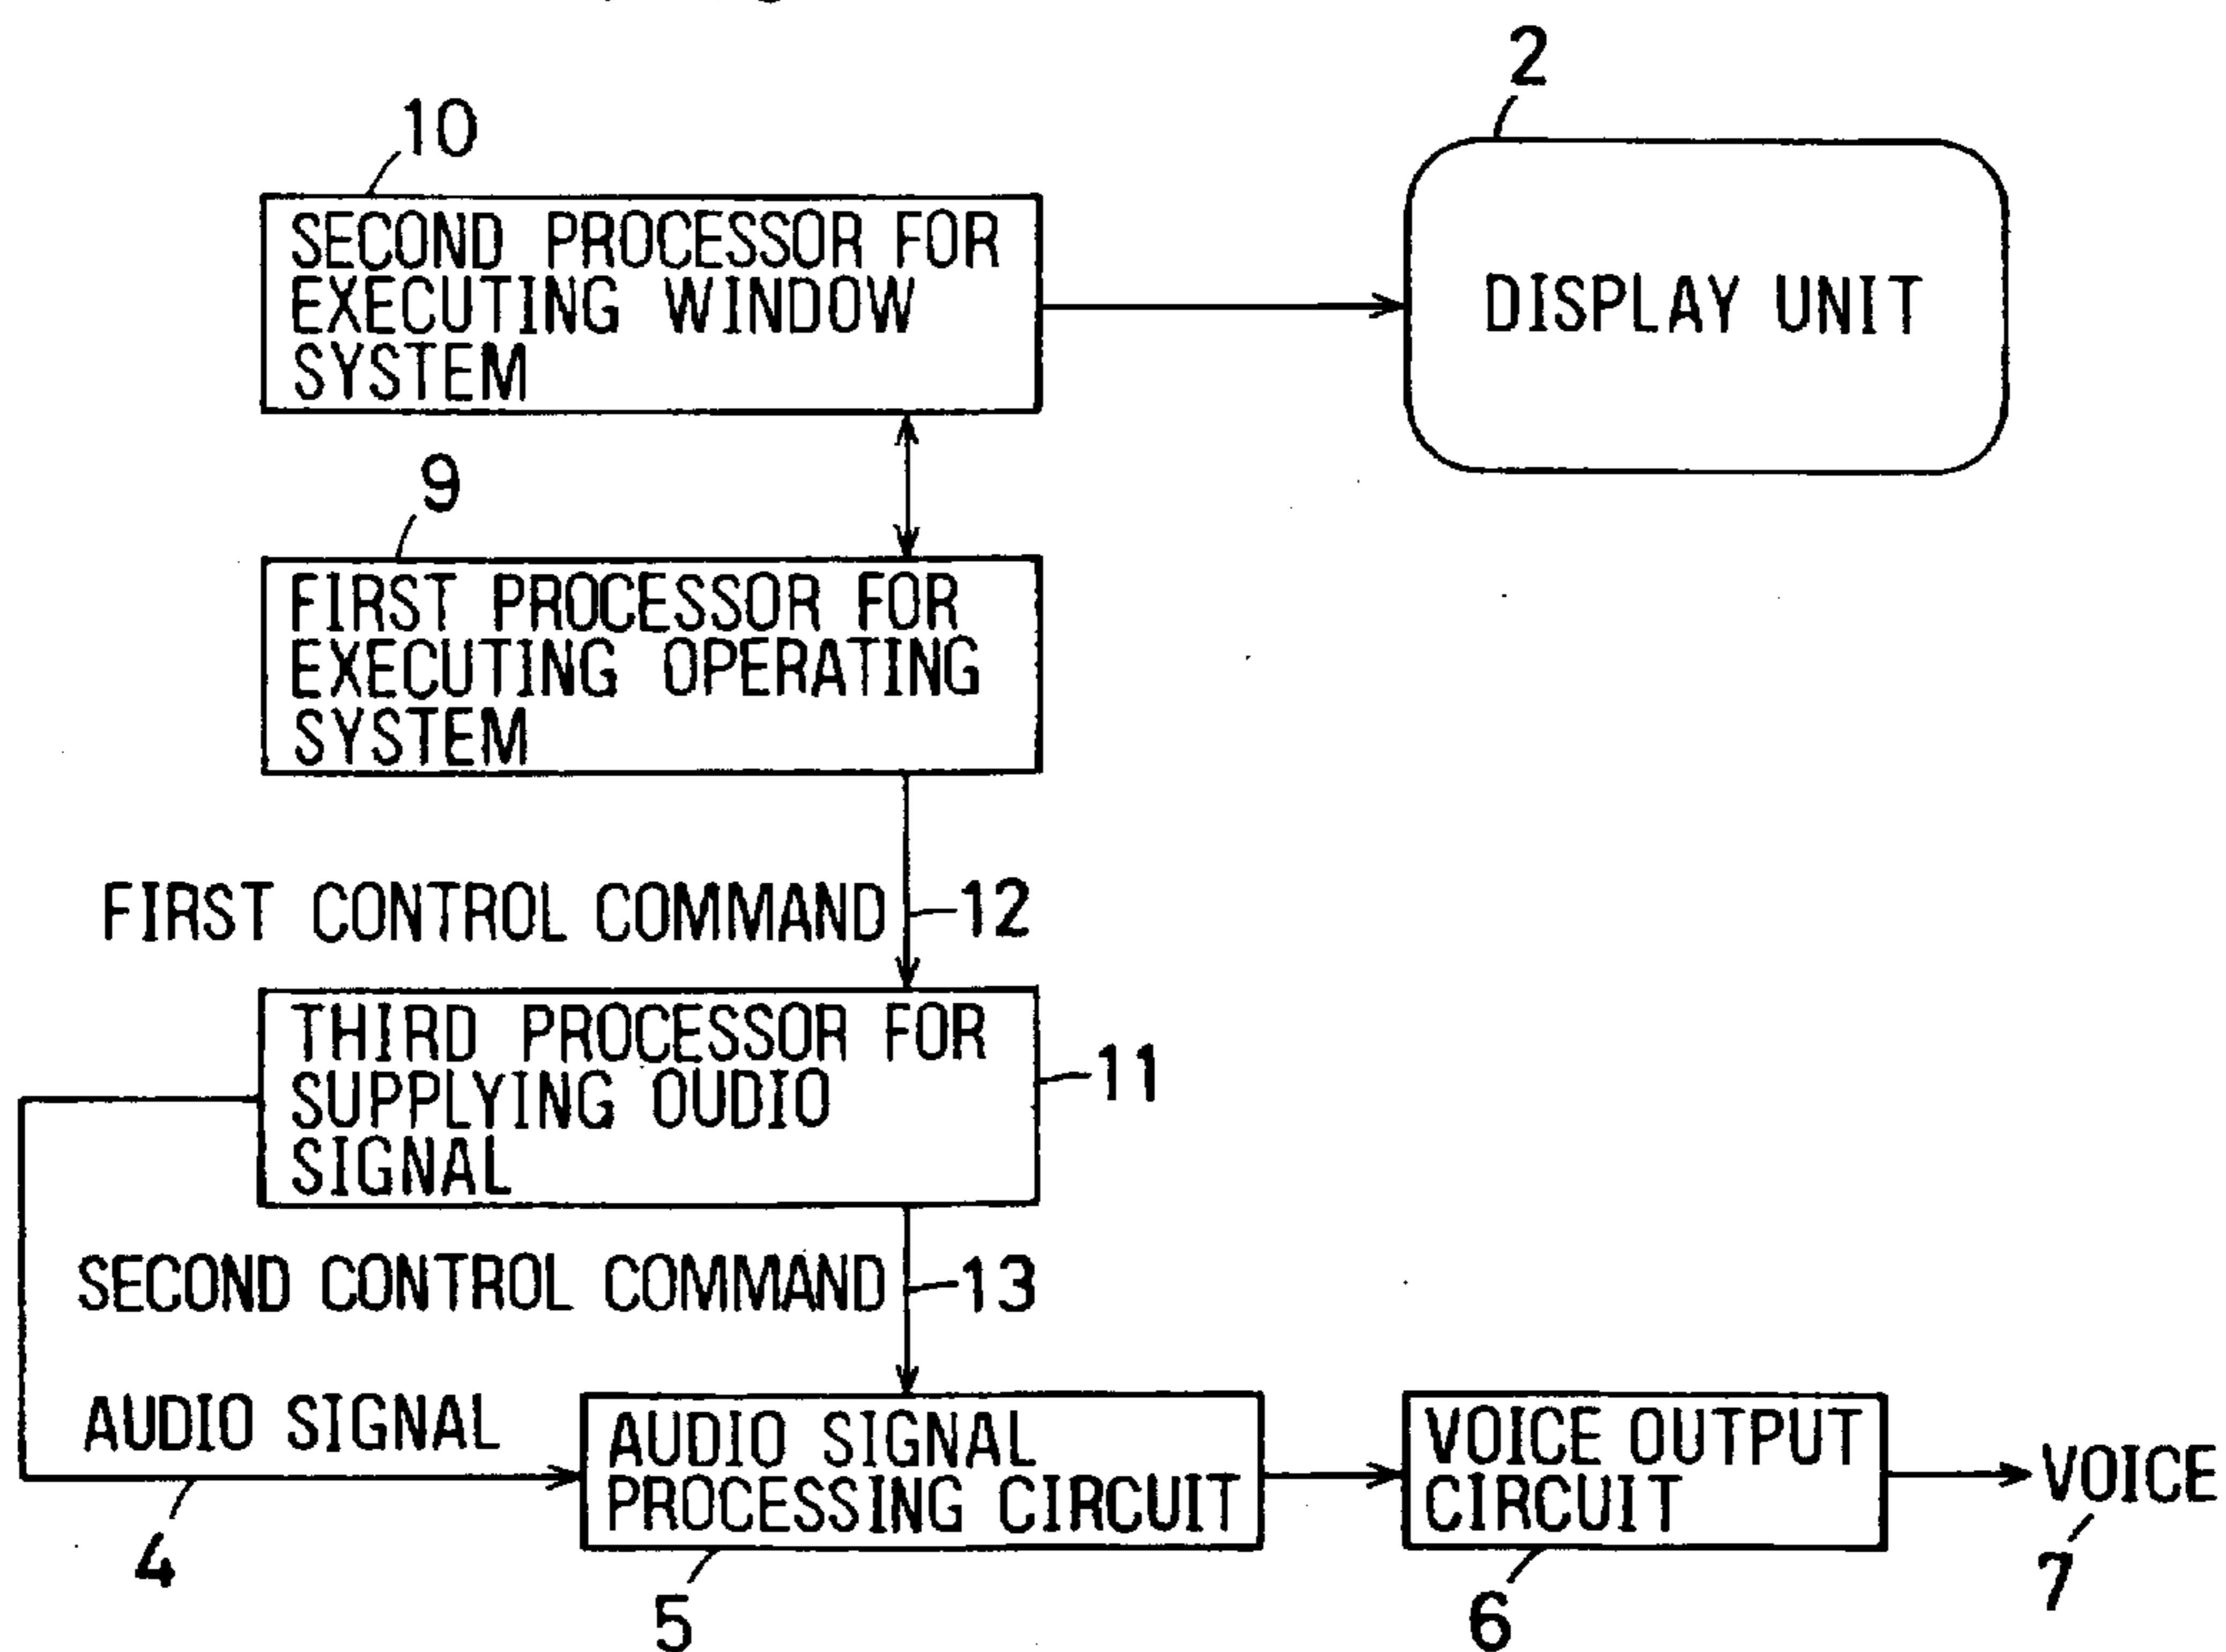 2
10
SECOND PROCESSOR FOR
EXECUTING WINDOW
SYSTEM
DISPLAY UNIT
9
FIRST PROCESSOR FOR
EXECUTING OPERATING
SYSTEM
FIRST CONTROL COMMAND
12
THIRD PROCESSOR FOR
SUPPLYING OUDIO
SIGNAL
11
SECOND CONTROL COMMAND
13
AUDIO SIGNAL
4
AUDIO SIGNAL
PROCESSING CIRCUIT
5
VOICE OUTPUT
CIRCUIT
6
VOICE
7